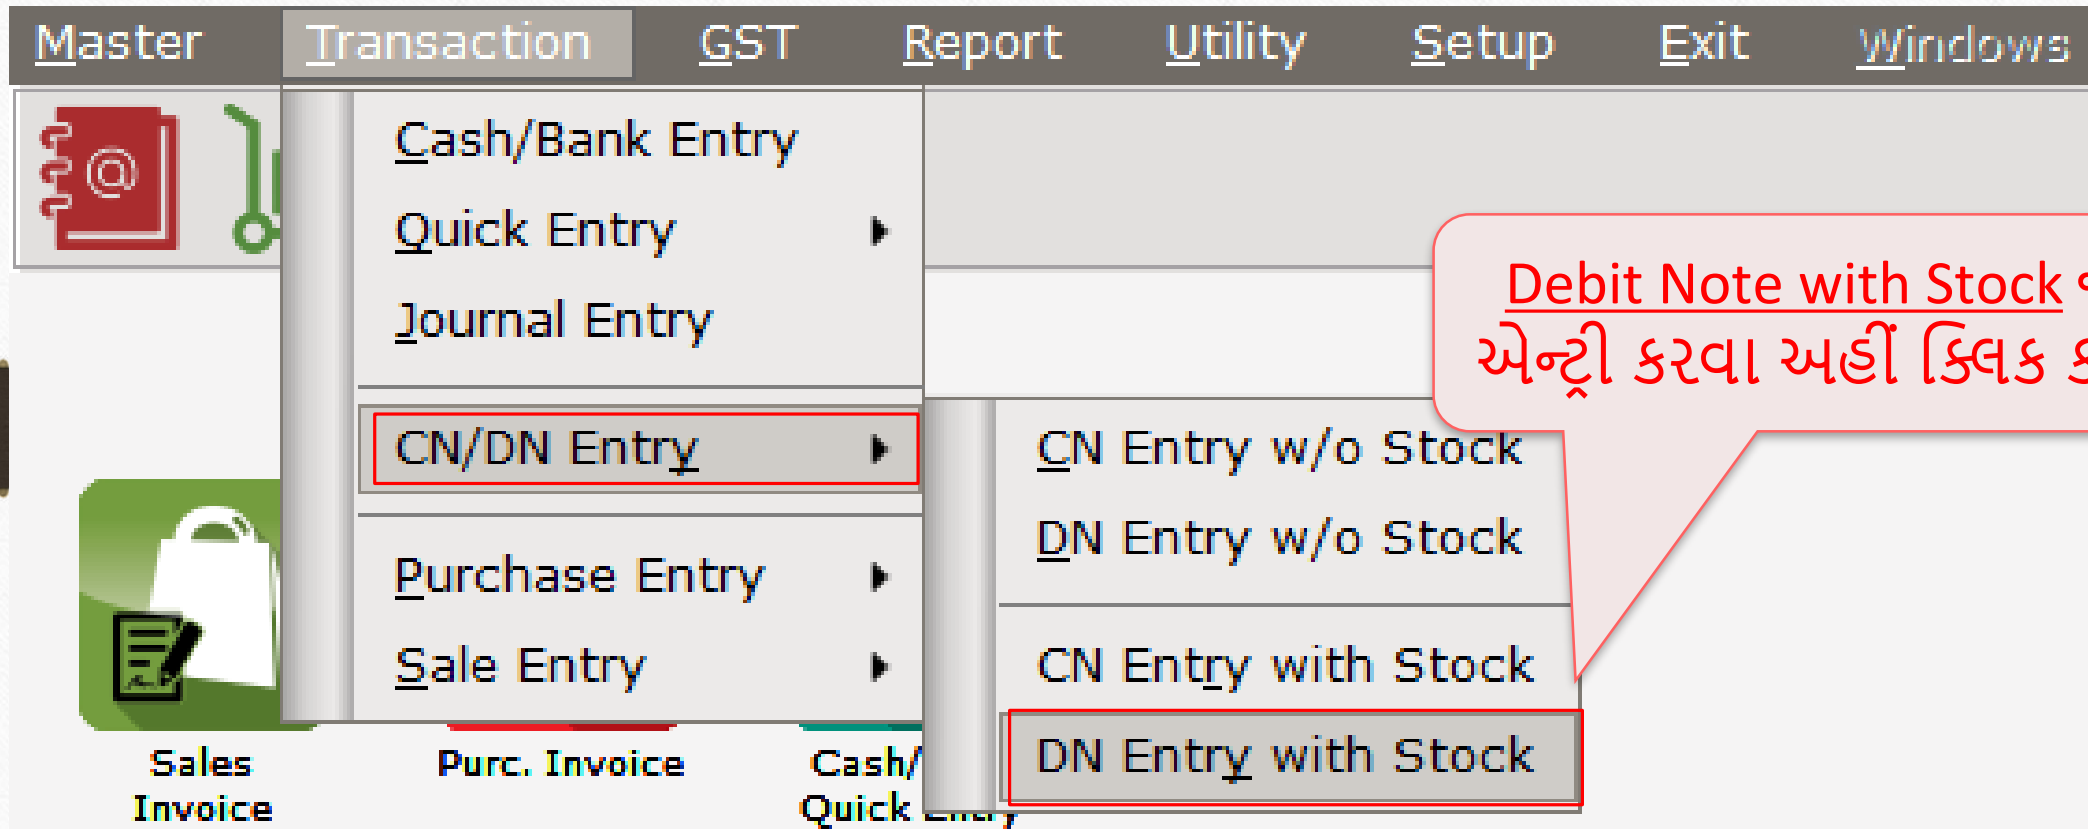 Master Transaction GST Report Utility Setup Exit Windows
Cash/Bank Entry
Quick Entry
Journal Entry
CN/DN Entry
Purchase Entry
Sale Entry
CN Entry w/o Stock
DN Entry w/o Stock
CN Entry with Stock
DN Entry with Stock
Debit Note with Stock
એન્ટ્રી કરવા અહીં ક્લિક
Sales
Invoice
Purc. Invoice
Cash/
Quick